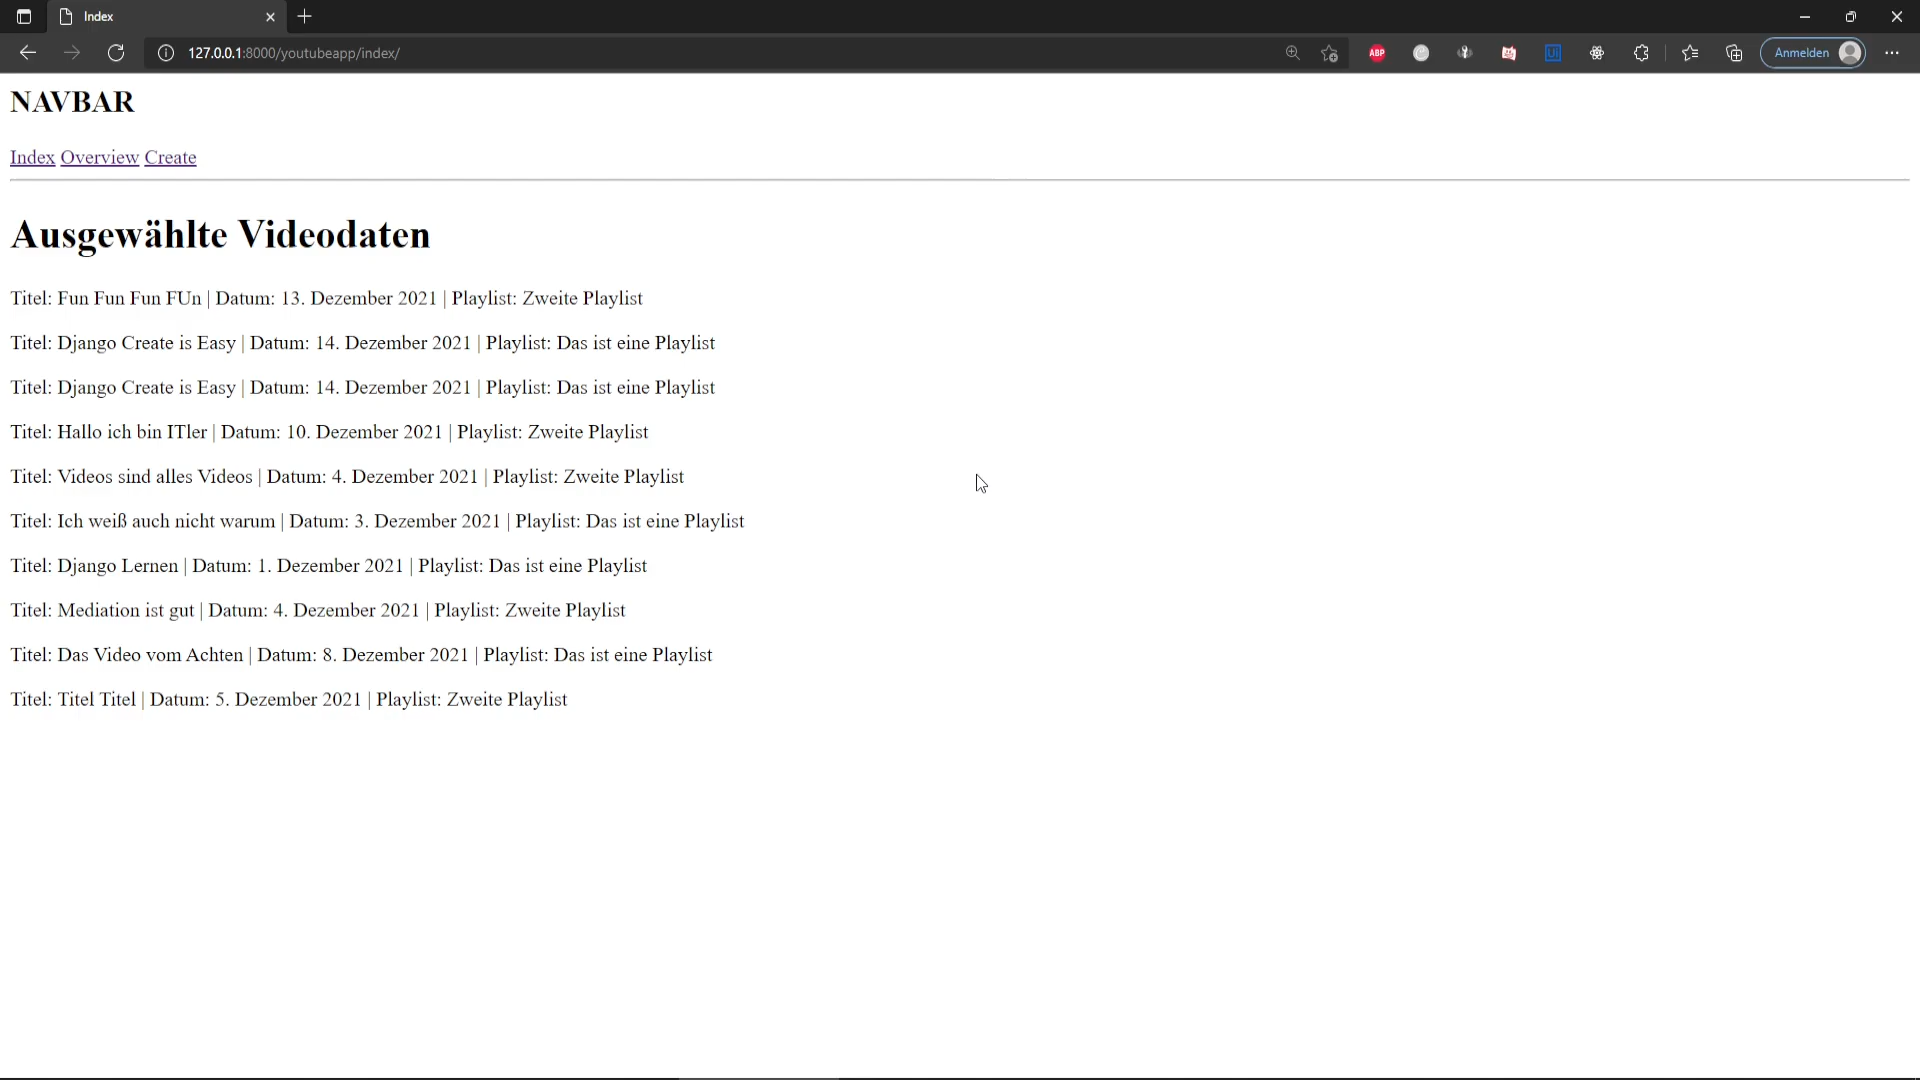 Index
127.0.0.1:8000/youtubeapp/index/
ABP
Anmelden
NAVBAR
Index Overview Create
Ausgewählte Videodaten
Titel: Fun Fun Fun FUn | Datum: 13. Dezember 2021 | Playlist: Zweite Playlist
Titel: Django Create is Easy | Datum: 14. Dezember 2021 | Playlist: Das ist eine Playlist
Titel: Django Create is Easy | Datum: 14. Dezember 2021 | Playlist: Das ist eine Playlist
Titel: Hallo ich bin ITler | Datum: 10. Dezember 2021 | Playlist: Zweite Playlist
Titel: Videos sind alles Videos | Datum: 4. Dezember 2021 | Playlist: Zweite Playlist
Titel: Ich weiß auch nicht warum | Datum: 3. Dezember 2021 | Playlist: Das ist eine Playlist
Titel: Django Lernen | Datum: 1. Dezember 2021 | Playlist: Das ist eine Playlist
Titel: Mediation ist gut | Datum: 4. Dezember 2021 | Playlist: Zweite Playlist
Titel: Das Video vom Achten | Datum: 8. Dezember 2021 | Playlist: Das ist eine Playlist
Titel: Titel Titel | Datum: 5. Dezember 2021 | Playlist: Zweite Playlist